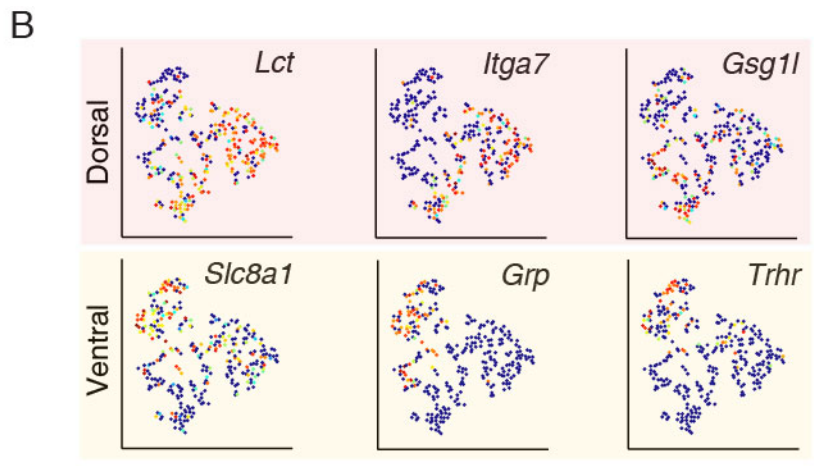 B
Dorsal
Lct
Itga7
Gsg1l
Ventral
Slc8a1
Grp
Trhr